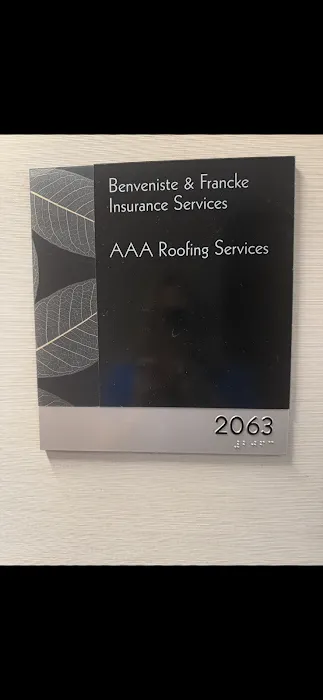 Benveniste & Francke
Insurance Services
AAA Roofing Services
2063